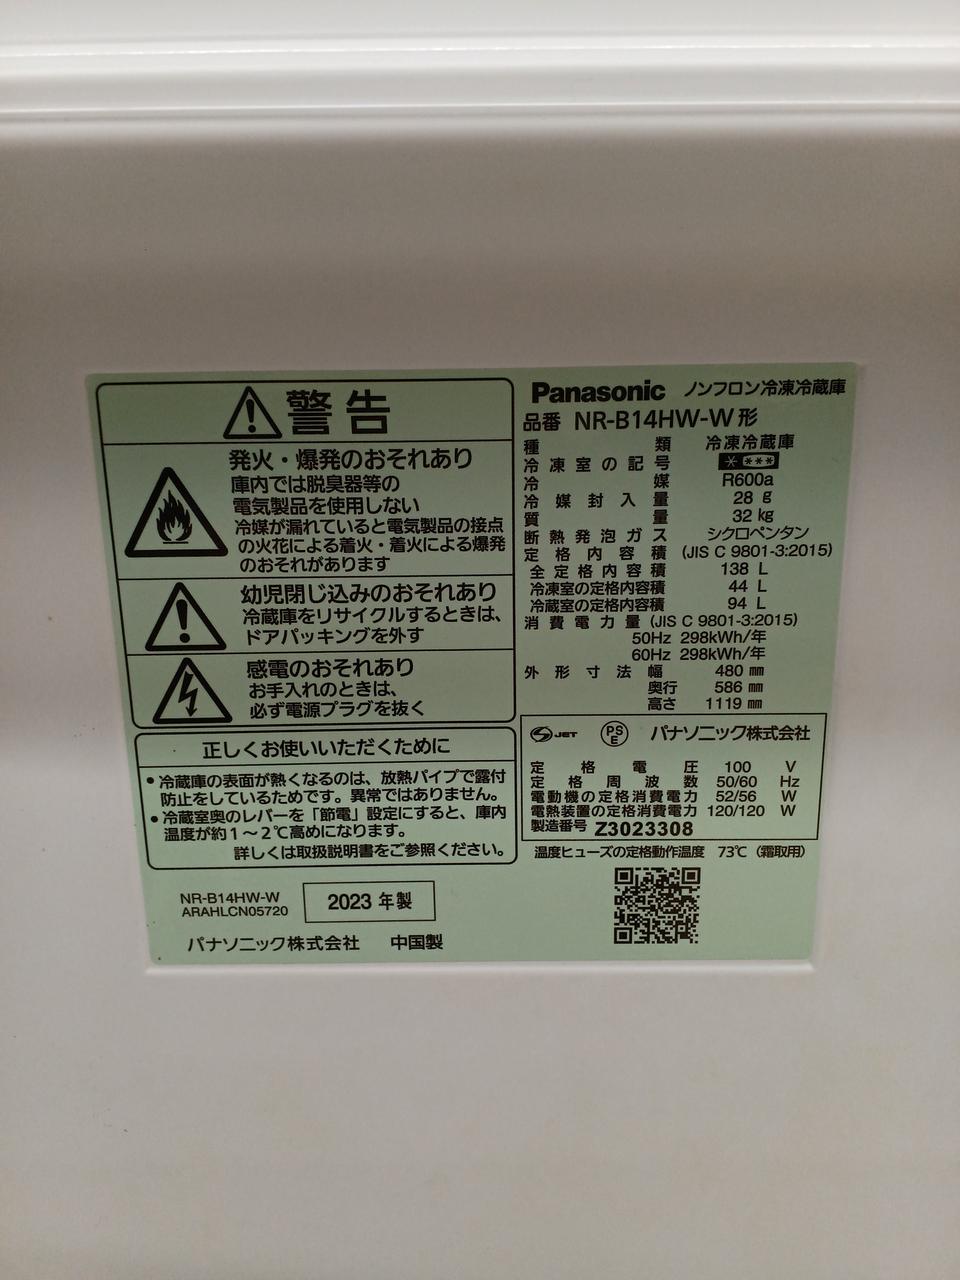 警告
発火・爆発のおそれあり
庫内では脱臭器等の
電気製品を使用しない
冷媒が漏れていると電気製品の接点
の火花による着火・着火による爆発
のおそれがあります
幼児閉じ込みのおそれあり
冷蔵庫をリサイクルするときは、
ドアパッキングを外す
感電のおそれあり
お手入れのときは、
必ず電源プラグを抜く
正しくお使いいただくために
●冷蔵庫の表面が熱くなるのは、放熱パイプで露付
防止をしているためです。異常ではありません。
●冷蔵室奥のレバーを「節電」設定にすると、庫内
温度が約1～2℃高めになります。
詳しくは取扱説明書をご参照ください。
NR-B14HW-W
ARAHLCN05720
2023 年製
パナソニック株式会社 中国製
Panasonic ノンフロン冷凍冷蔵庫
品番 NR-B14HW-W形
種類 冷凍冷蔵庫
冷凍室の記号 * ***
冷媒 R600a
冷媒封入量 28 g
質量 32 kg
断熱発泡ガス シクロペンタン
定格内容積 (JIS C 9801-3:2015)
全定格内容積 138 L
冷凍室の定格内容積 44 L
冷蔵室の定格内容積 94 L
消費電力量 (JIS C 9801-3:2015)
50Hz 298kWh/年
60Hz 298kWh/年
外形寸法 幅 480 mm
奥行 586 mm
高さ 1119 mm
S JET PS E パナソニック株式会社
定格電圧 100 V
定格周波数 50/60 Hz
電動機の定格消費電力 52/56 W
電熱装置の定格消費電力 120/120 W
製造番号 Z3023308
温度ヒューズの定格動作温度 73℃(霜取用)